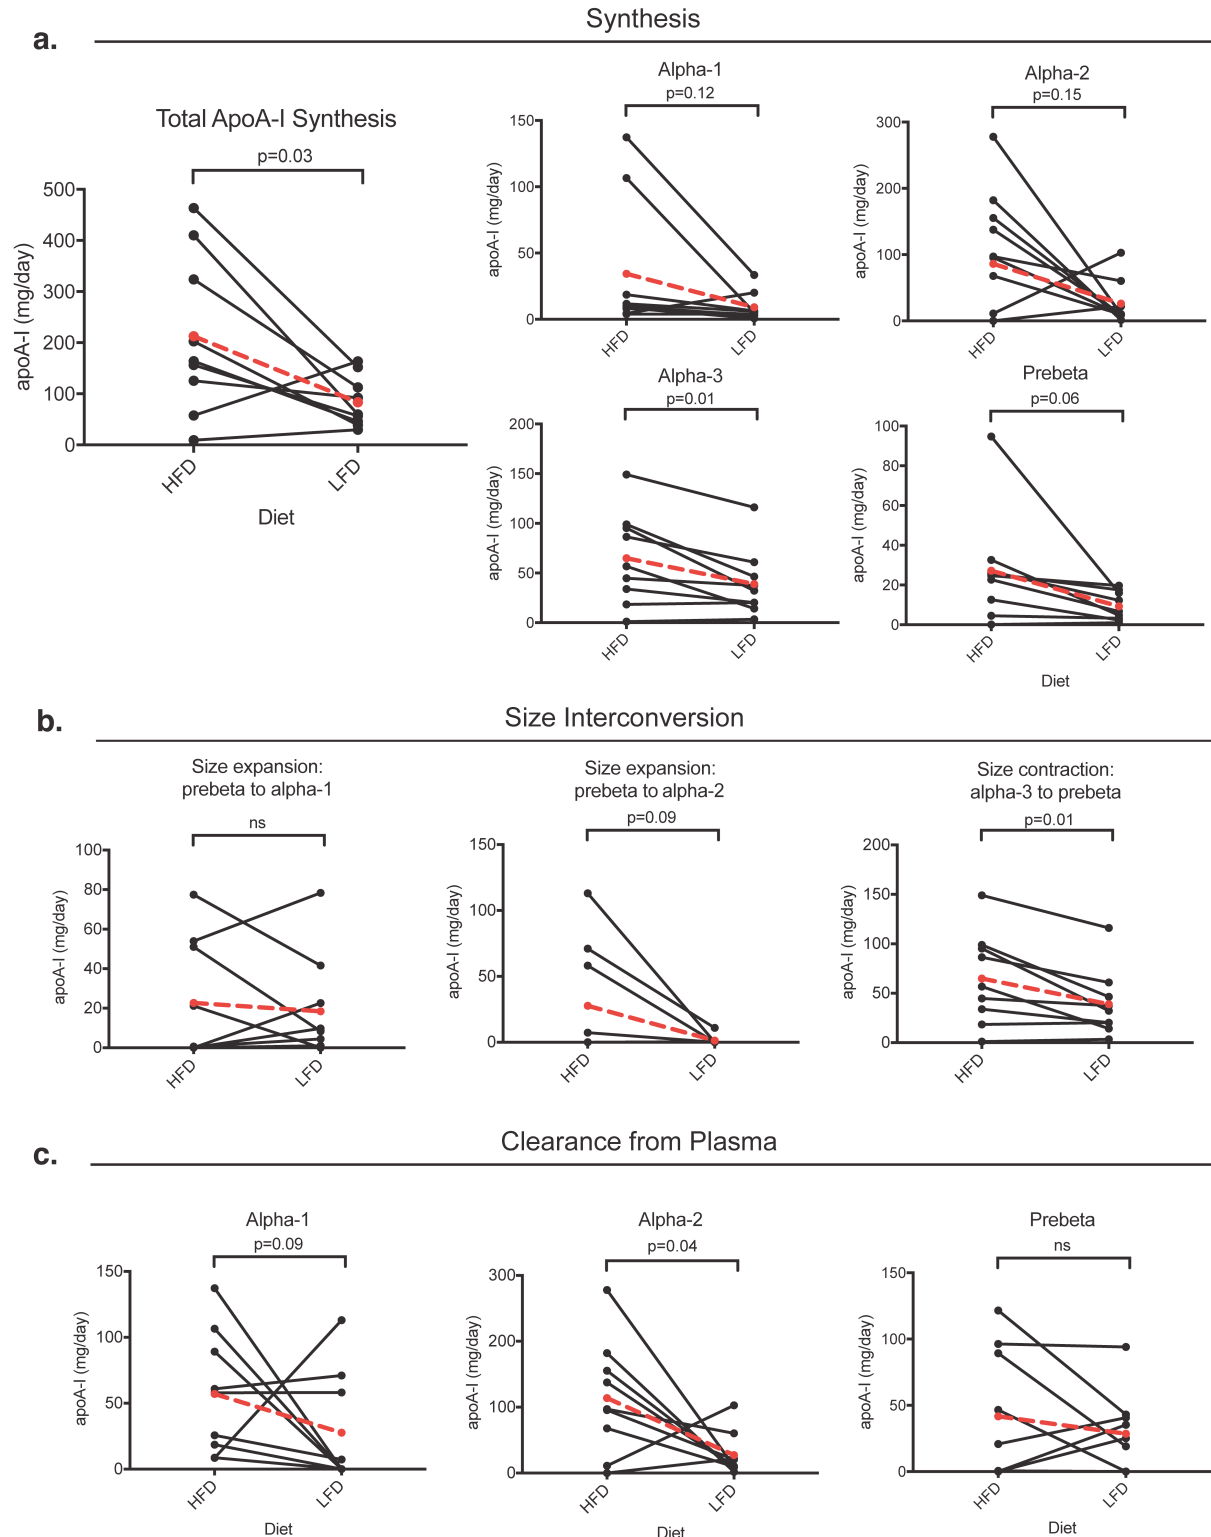 Synthesis
a.
Total ApoA-I Synthesis
p=0.03
500
400
300
200
100
0
apoA-I (mg/day)
HFD
LFD
Diet
Alpha-1
p=0.12
150
100
50
0
apoA-I (mg/day)
HFD
LFD
Alpha-2
p=0.15
300
200
100
0
apoA-I (mg/day)
HFD
LFD
Alpha-3
p=0.01
200
150
100
50
0
apoA-I (mg/day)
HFD
LFD
Prebeta
p=0.06
100
80
60
40
20
0
apoA-I (mg/day)
HFD
LFD
Diet
b.
Size Interconversion
Size expansion:
prebeta to alpha-1
ns
100
80
60
40
20
0
apoA-I (mg/day)
HFD
LFD
Size expansion:
prebeta to alpha-2
p=0.09
150
100
50
0
apoA-I (mg/day)
HFD
LFD
Size contraction:
alpha-3 to prebeta
p=0.01
200
150
100
50
0
apoA-I (mg/day)
HFD
LFD
c.
Clearance from Plasma
Alpha-1
p=0.09
150
100
50
0
apoA-I (mg/day)
HFD
LFD
Diet
Alpha-2
p=0.04
300
200
100
0
apoA-I (mg/day)
HFD
LFD
Diet
Prebeta
ns
150
100
50
0
apoA-I (mg/day)
HFD
LFD
Diet